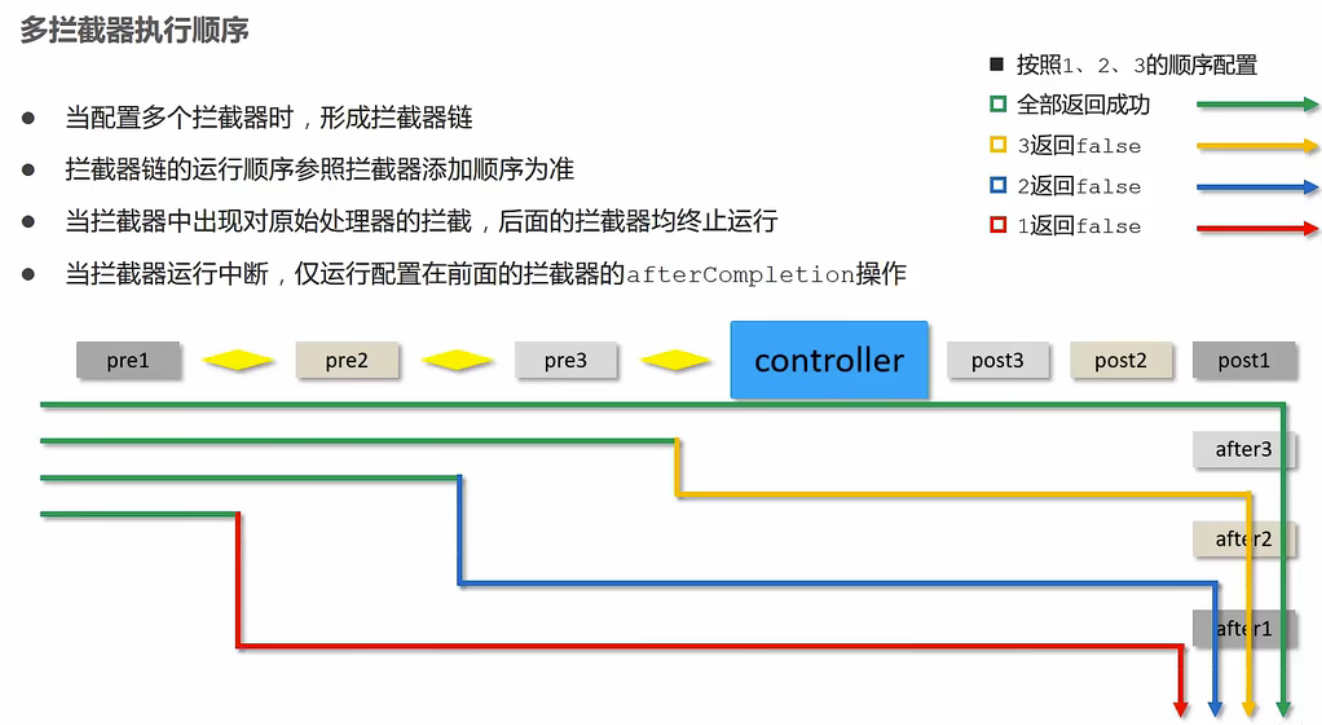 多拦截器执行顺序
按照1、2、3的顺序配置
全部返回成功
3返回false
2返回false
1返回false
● 当配置多个拦截器时，形成拦截器链
● 拦截器链的运行顺序参照拦截器添加顺序为准
● 当拦截器中出现对原始处理器的拦截，后面的拦截器均终止运行
● 当拦截器运行中断，仅运行配置在前面的拦截器的afterCompletion操作
pre1 pre2 pre3 controller post3 post2 post1
after3
after2
after1